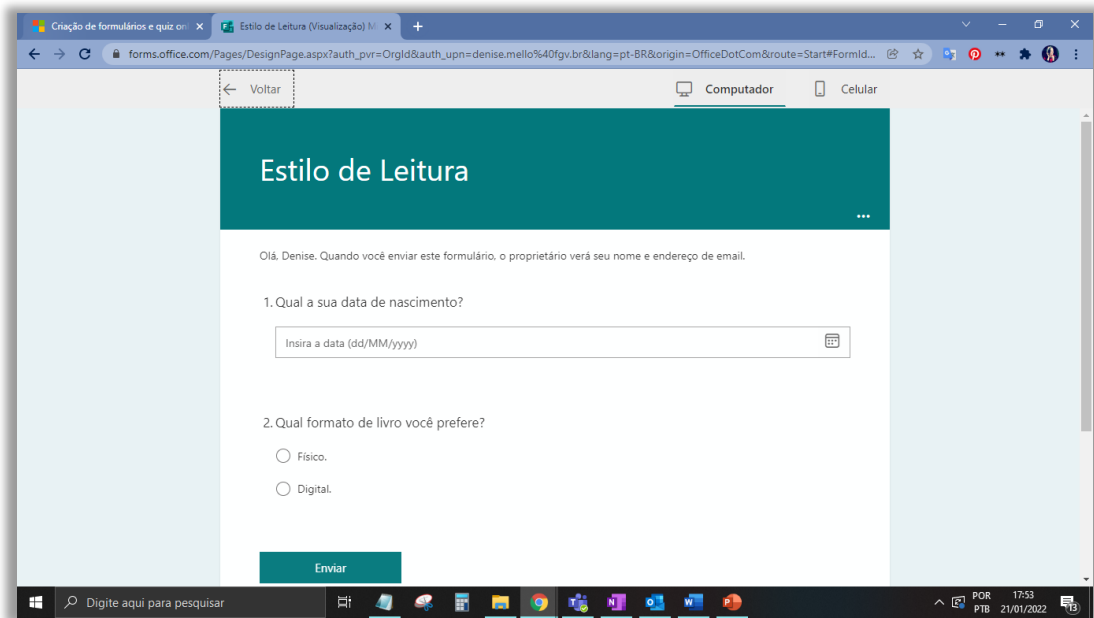 Criação de formulários e quiz onl
Estilo de Leitura (Visualização) M
forms.office.com/Pages/DesignPage.aspx?auth_pvr=OrgId&auth_upn=denise.mello%40fgv.br&lang=pt-BR&origin=OfficeDotCom&route=Start#FormId...
Voltar
Computador
Celular
Estilo de Leitura
Olá, Denise. Quando você enviar este formulário, o proprietário verá seu nome e endereço de email.
1. Qual a sua data de nascimento?
Insira a data (dd/MM/yyyy)
2. Qual formato de livro você prefere?
Físico.
Digital.
Enviar
Digite aqui para pesquisar
POR
PTB
17:53
21/01/2022
13